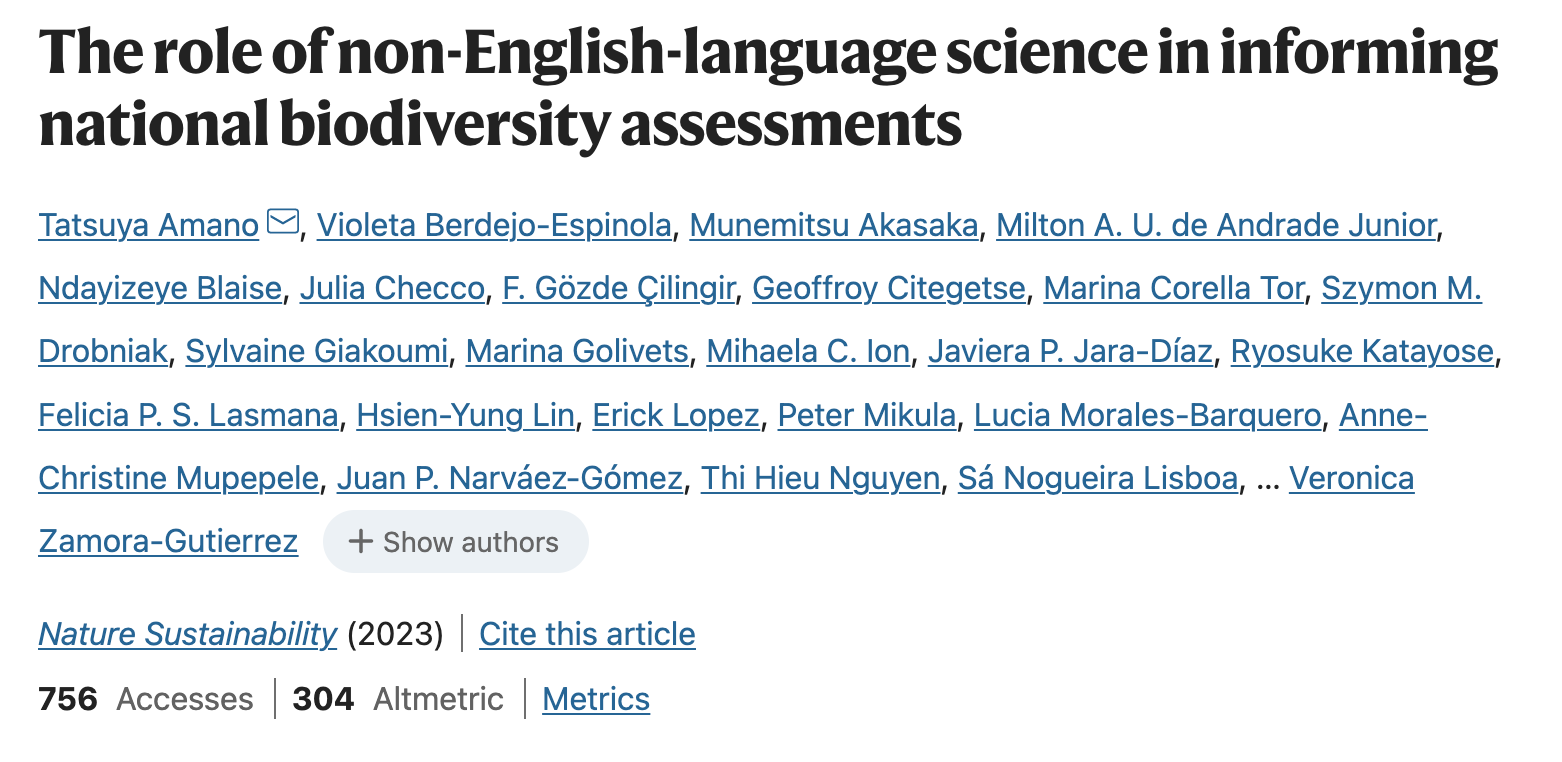 The role of non-English-language science in informing
national biodiversity assessments
Tatsuya Amano, Violeta Berdejo-Espinola, Munemitsu Akasaka, Milton A. U. de Andrade Junior,
Ndayizeye Blaise, Julia Checco, F. Gözde Çilingir, Geoffroy Citegetse, Marina Corella Tor, Szymon M.
Drobniak, Sylvaine Giakoumi, Marina Golivets, Mihaela C. Ion, Javiera P. Jara-Díaz, Ryosuke Katayose,
Felicia P. S. Lasmana, Hsien-Yung Lin, Erick Lopez, Peter Mikula, Lucia Morales-Barquero, Anne-
Christine Mupepele, Juan P. Narváez-Gómez, Thi Hieu Nguyen, Sá Nogueira Lisboa, ... Veronica
Zamora-Gutierrez + Show authors
Nature Sustainability (2023) | Cite this article
756 Accesses | 304 Altmetric | Metrics